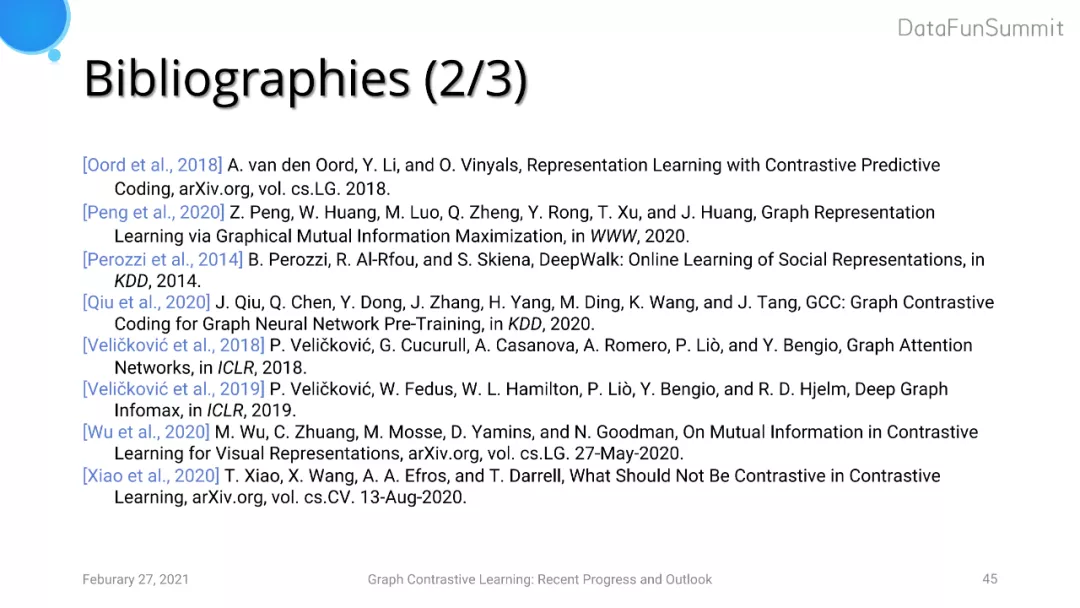 DataFunSummit
Bibliographies (2/3)
[Oord et al., 2018] A. van den Oord, Y. Li, and O. Vinyals, Representation Learning with Contrastive Predictive
Coding, arXiv.org, vol. cs.LG. 2018.
[Peng et al., 2020] Z. Peng, W. Huang, M. Luo, Q. Zheng, Y. Rong, T. Xu, and J. Huang, Graph Representation
Learning via Graphical Mutual Information Maximization, in WWW, 2020.
[Perozzi et al., 2014] B. Perozzi, R. Al-Rfou, and S. Skiena, DeepWalk: Online Learning of Social Representations, in
KDD, 2014.
[Qiu et al., 2020] J. Qiu, Q. Chen, Y. Dong, J. Zhang, H. Yang, M. Ding, K. Wang, and J. Tang, GCC: Graph Contrastive
Coding for Graph Neural Network Pre-Training, in KDD, 2020.
[Veličković et al., 2018] P. Veličković, G. Cucurull, A. Casanova, A. Romero, P. Liò, and Y. Bengio, Graph Attention
Networks, in ICLR, 2018.
[Veličković et al., 2019] P. Veličković, W. Fedus, W. L. Hamilton, P. Liò, Y. Bengio, and R. D. Hjelm, Deep Graph
Infomax, in ICLR, 2019.
[Wu et al., 2020] M. Wu, C. Zhuang, M. Mosse, D. Yamins, and N. Goodman, On Mutual Information in Contrastive
Learning for Visual Representations, arXiv.org, vol. cs.LG. 27-May-2020.
[Xiao et al., 2020] T. Xiao, X. Wang, A. A. Efros, and T. Darrell, What Should Not Be Contrastive in Contrastive
Learning, arXiv.org, vol. cs.CV. 13-Aug-2020.
Feburary 27, 2021
Graph Contrastive Learning: Recent Progress and Outlook
45